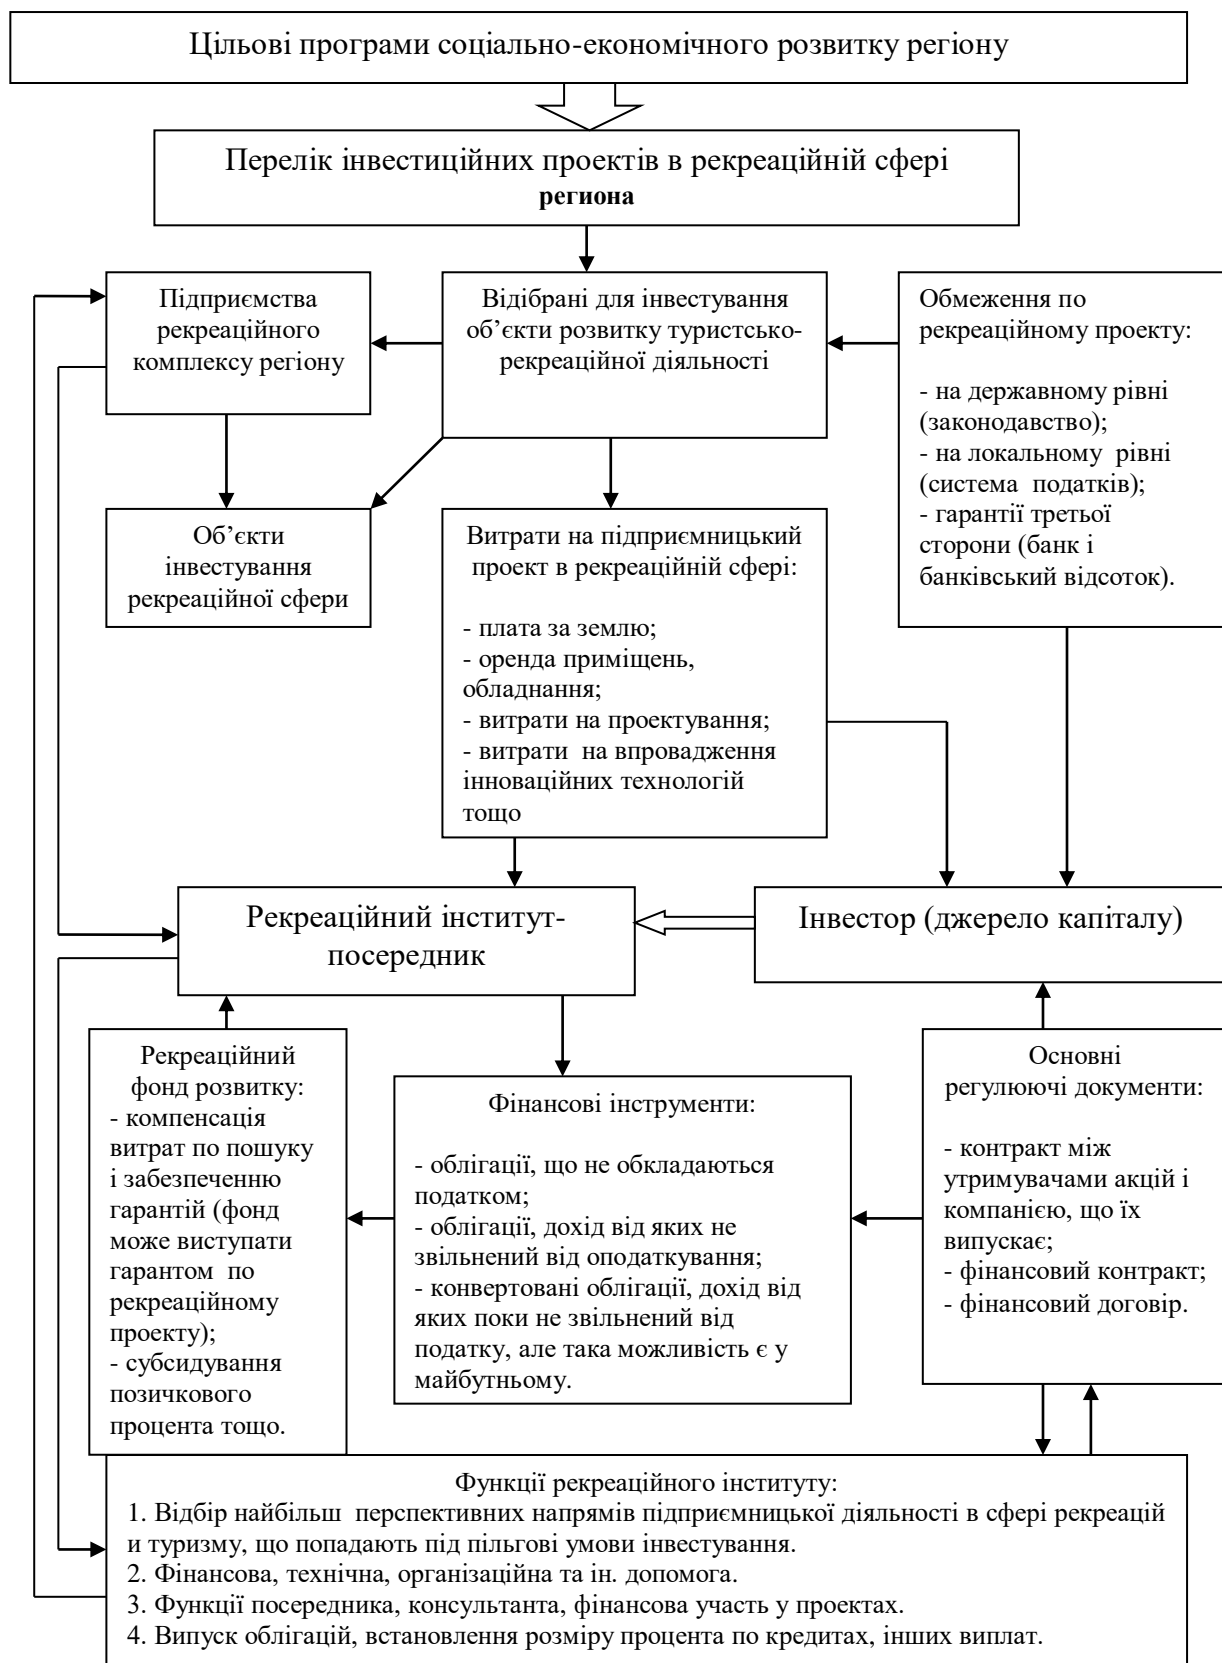 Цільові програми соціально-економічного розвитку регіону
Перелік інвестиційних проектів в рекреаційній сфері
региона
Підприємства
рекреаційного
комплексу регіону
Відібрані для інвестування
об’єкти розвитку туристсько-
рекреаційної діяльності
Обмеження по
рекреаційному проекту:
- на державному рівні
(законодавство);
- на локальному рівні
(система податків);
- гарантії третьої
сторони (банк і
банківський відсоток).
Об’єкти
інвестування
рекреаційної сфери
Витрати на підприємницький
проект в рекреаційній сфері:
- плата за землю;
- оренда приміщень,
обладнання;
- витрати на проектування;
- витрати на впровадження
інноваційних технологій
тощо
Рекреаційний інститут-
посередник
Інвестор (джерело капіталу)
Рекреаційний
фонд розвитку:
- компенсація
витрат по пошуку
і забезпеченню
гарантій (фонд
може виступати
гарантом по
рекреаційному
проекту);
- субсидування
позичкового
процента тощо.
Фінансові інструменти:
- облігації, що не обкладаються
податком;
- облігації, дохід від яких не
звільнений від оподаткування;
- конвертовані облігації, дохід від
яких поки не звільнений від
податку, але така можливість є у
майбутньому.
Основні
регулюючі документи:
- контракт між
утримувачами акцій і
компанією, що їх
випускає;
- фінансовий контракт;
- фінансовий договір.
Функції рекреаційного інституту:
1. Відбір найбільш перспективних напрямів підприємницької діяльності в сфері рекреацій
и туризму, що попадають під пільгові умови інвестування.
2. Фінансова, технічна, організаційна та ін. допомога.
3. Функції посередника, консультанта, фінансова участь у проектах.
4. Випуск облігацій, встановлення розміру процента по кредитах, інших виплат.